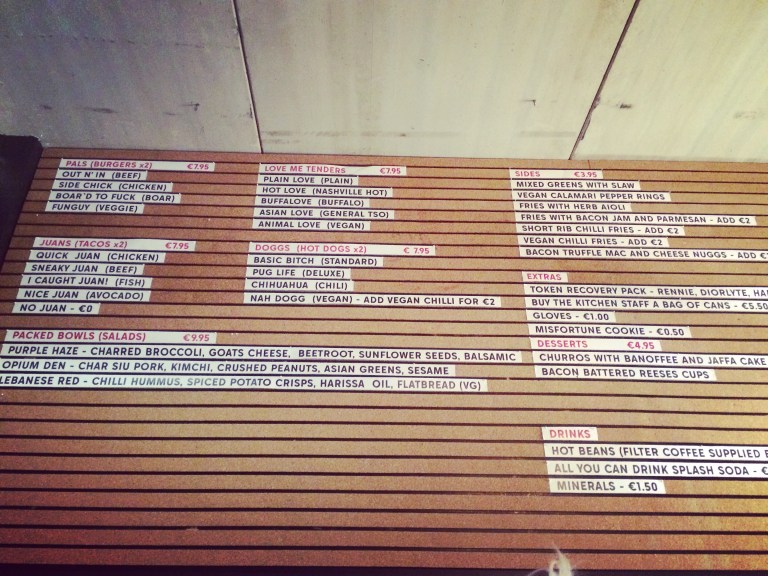 PALS (BURGERS x2) €7.95
OUT N' IN (BEEF)
SIDE CHICK (CHICKEN)
BOAR'D TO FUCK (BOAR)
FUNGUY (VEGGIE)
JUANS (TACOS x2) €7.95
QUICK JUAN (CHICKEN)
SNEAKY JUAN (BEEF)
I CAUGHT JUAN! (FISH)
NICE JUAN (AVOCADO)
NO JUAN - €0
LOVE ME TENDERS €7.95
PLAIN LOVE (PLAIN)
HOT LOVE (NASHVILLE HOT)
BUFFALOVE (BUFFALO)
ASIAN LOVE (GENERAL TSO)
ANIMAL LOVE (VEGAN)
DOGGS (HOT DOGS x2) €7.95
BASIC BITCH (STANDARD)
PUG LIFE (DELUXE)
CHIHUAHUA (CHILI)
NAH DOGG (VEGAN) - ADD VEGAN CHILLI FOR €2
PACKED BOWLS (SALADS) €9.95
PURPLE HAZE - CHARRED BROCCOLI, GOATS CHEESE, BEETROOT, SUNFLOWER SEEDS, BALSAMIC
OPIUM DEN - CHAR SIU PORK, KIMCHI, CRUSHED PEANUTS, ASIAN GREENS, SESAME
LEBANESE RED - CHILLI HUMMUS, SPICED POTATO CRISPS, HARISSA OIL, FLATBREAD (VG)
SIDES €3.95
MIXED GREENS WITH SLAW
VEGAN CALAMARI PEPPER RINGS
FRIES WITH HERB AIOLI
FRIES WITH BACON JAM AND PARMESAN - ADD €2
SHORT RIB CHILLI FRIES - ADD €2
VEGAN CHILLI FRIES - ADD €2
BACON TRUFFLE MAC AND CHEESE NUGGS - ADD €
EXTRAS
TOKEN RECOVERY PACK - RENNIE, DIORLYTE,
BUY THE KITCHEN STAFF A BAG OF CANS - €5.50
GLOVES - €1.00
MISFORTUNE COOKIE - €0.50
DESSERTS €4.95
CHURROS WITH BANOFFEE AND JAFFA CAKE
BACON BATTERED REESES CUPS
DRINKS
HOT BEANS (FILTER COFFEE SUPPLIED
ALL YOU CAN DRINK SPLASH SODA - €
MINERALS - €1.50